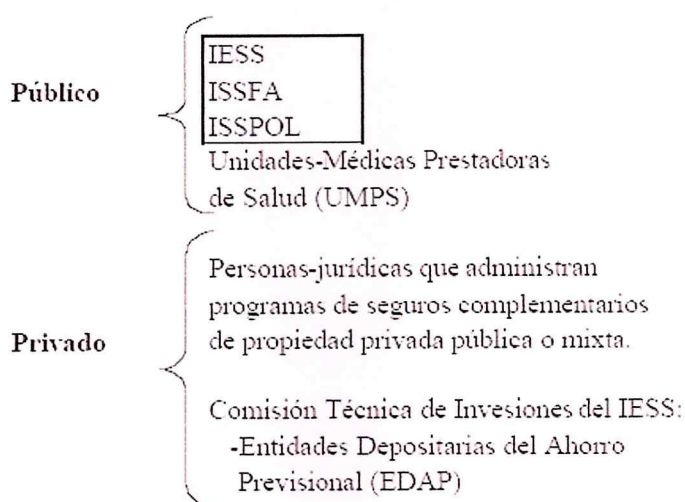 Público
IESS
ISSFA
ISSPOL
Unidades-Médicas Prestadoras
de Salud (UMPS)
Privado
Personas-jurídicas que administran
programas de seguros complementarios
de propiedad privada pública o mixta.
Comisión Técnica de Invesiones del IESS:
-Entidades Depositarias del Ahorro
Previsional (EDAP)